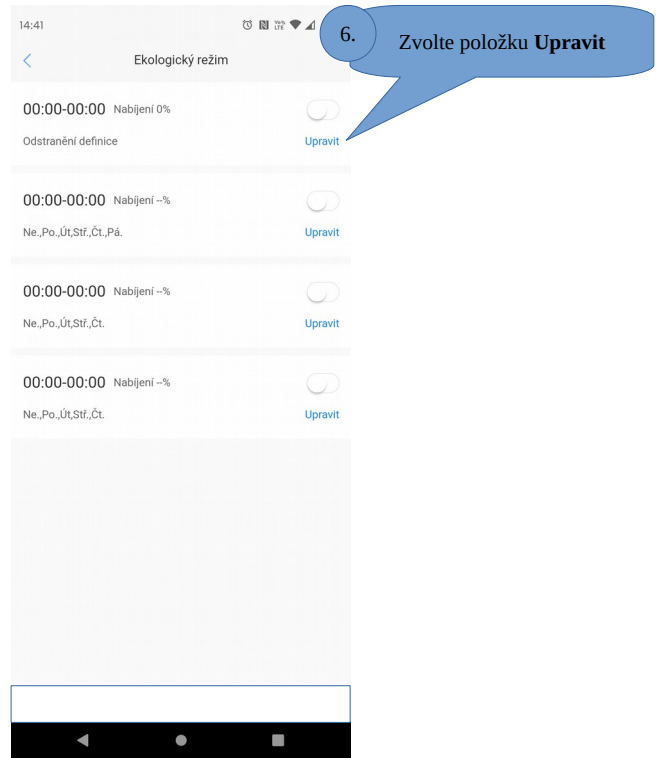 14:41
VoLTE
6.
Zvolte položku Upravit
Ekologický režim
00:00-00:00 Nabíjení 0%
Odstranění definice
Upravit
00:00-00:00 Nabíjení --%
Ne.,Po.,Út,Stř.,Čt.,Pá.
Upravit
00:00-00:00 Nabíjení --%
Ne.,Po.,Út,Stř.,Čt.
Upravit
00:00-00:00 Nabíjení --%
Ne.,Po.,Út,Stř.,Čt.
Upravit